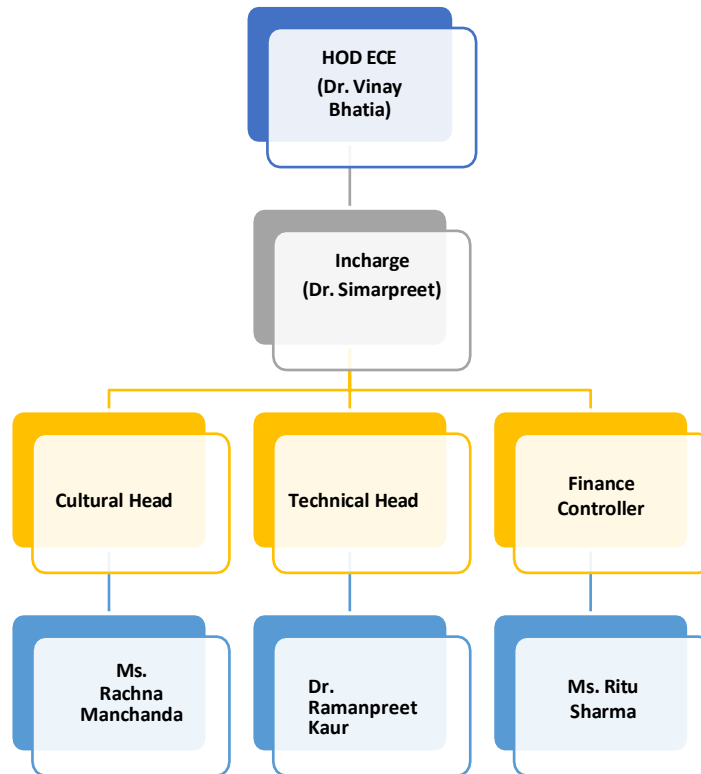 HOD ECE
(Dr. Vinay
Bhatia)
Incharge
(Dr. Simarpreet)
Cultural Head
Technical Head
Finance
Controller
Ms.
Rachna
Manchanda
Dr.
Ramanpreet
Kaur
Ms. Ritu
Sharma